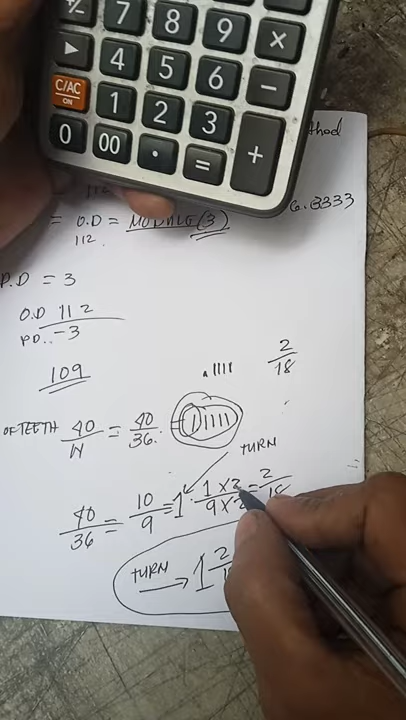 +/- 7 8 9 ×
▶ 4 5 6 −
C/AC ON 1 2 3 +
0 00 · =
112
= O.D = MODULE (3) 6.3333
112.
P.D = 3
O.D 112
P.D.. -3
109
.1111 2/18
OF TEETH 40/N = 40/36.
TURN
40/36 = 10/9 = 1 1×2/9×2 = 2/18
TURN → 1 2